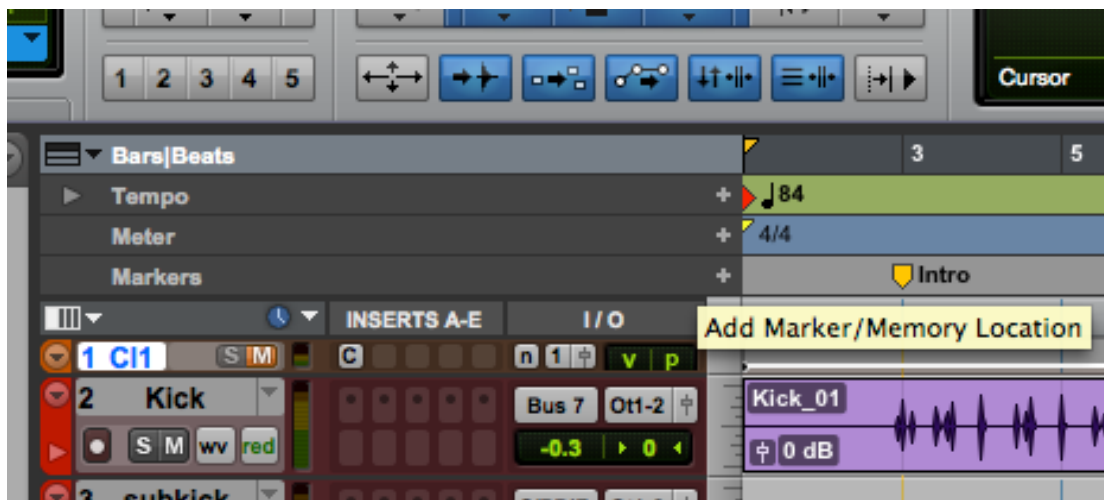 1 2 3 4 5
Cursor
Bars|Beats 3 5
Tempo + 84
Meter + 4/4
Markers + Intro
INSERTS A-E I/O
Add Marker/Memory Location
1 Cl1 S M C n 1 v p
2 Kick Bus 7 Ott1-2 Kick_01
S M wv red -0.3 0 0 dB
3 subkick